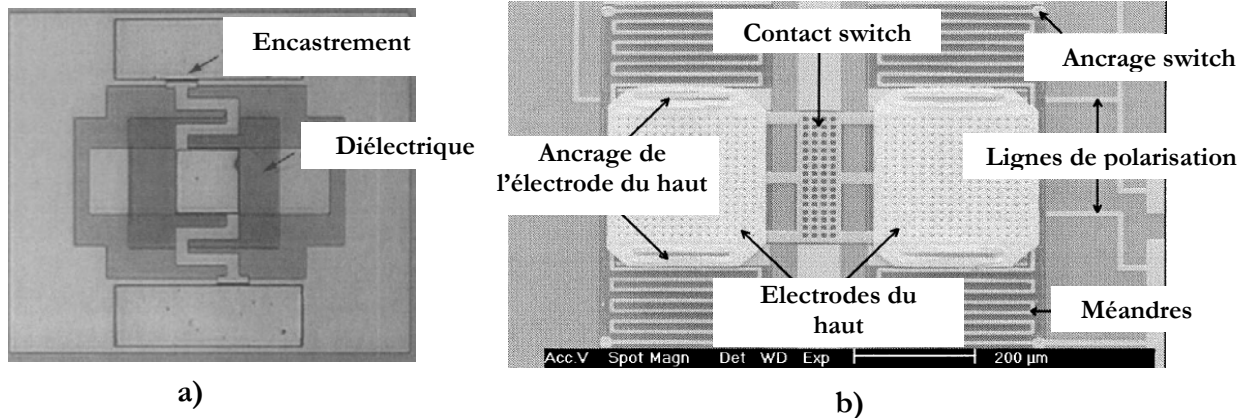 Encastrement
Diélectrique
a)
Contact switch
Ancrage switch
Ancrage de
l'électrode du haut
Lignes de polarisation
Electrodes du
haut
Méandres
Acc.V Spot Magn Det WD Exp 200 µm
b)